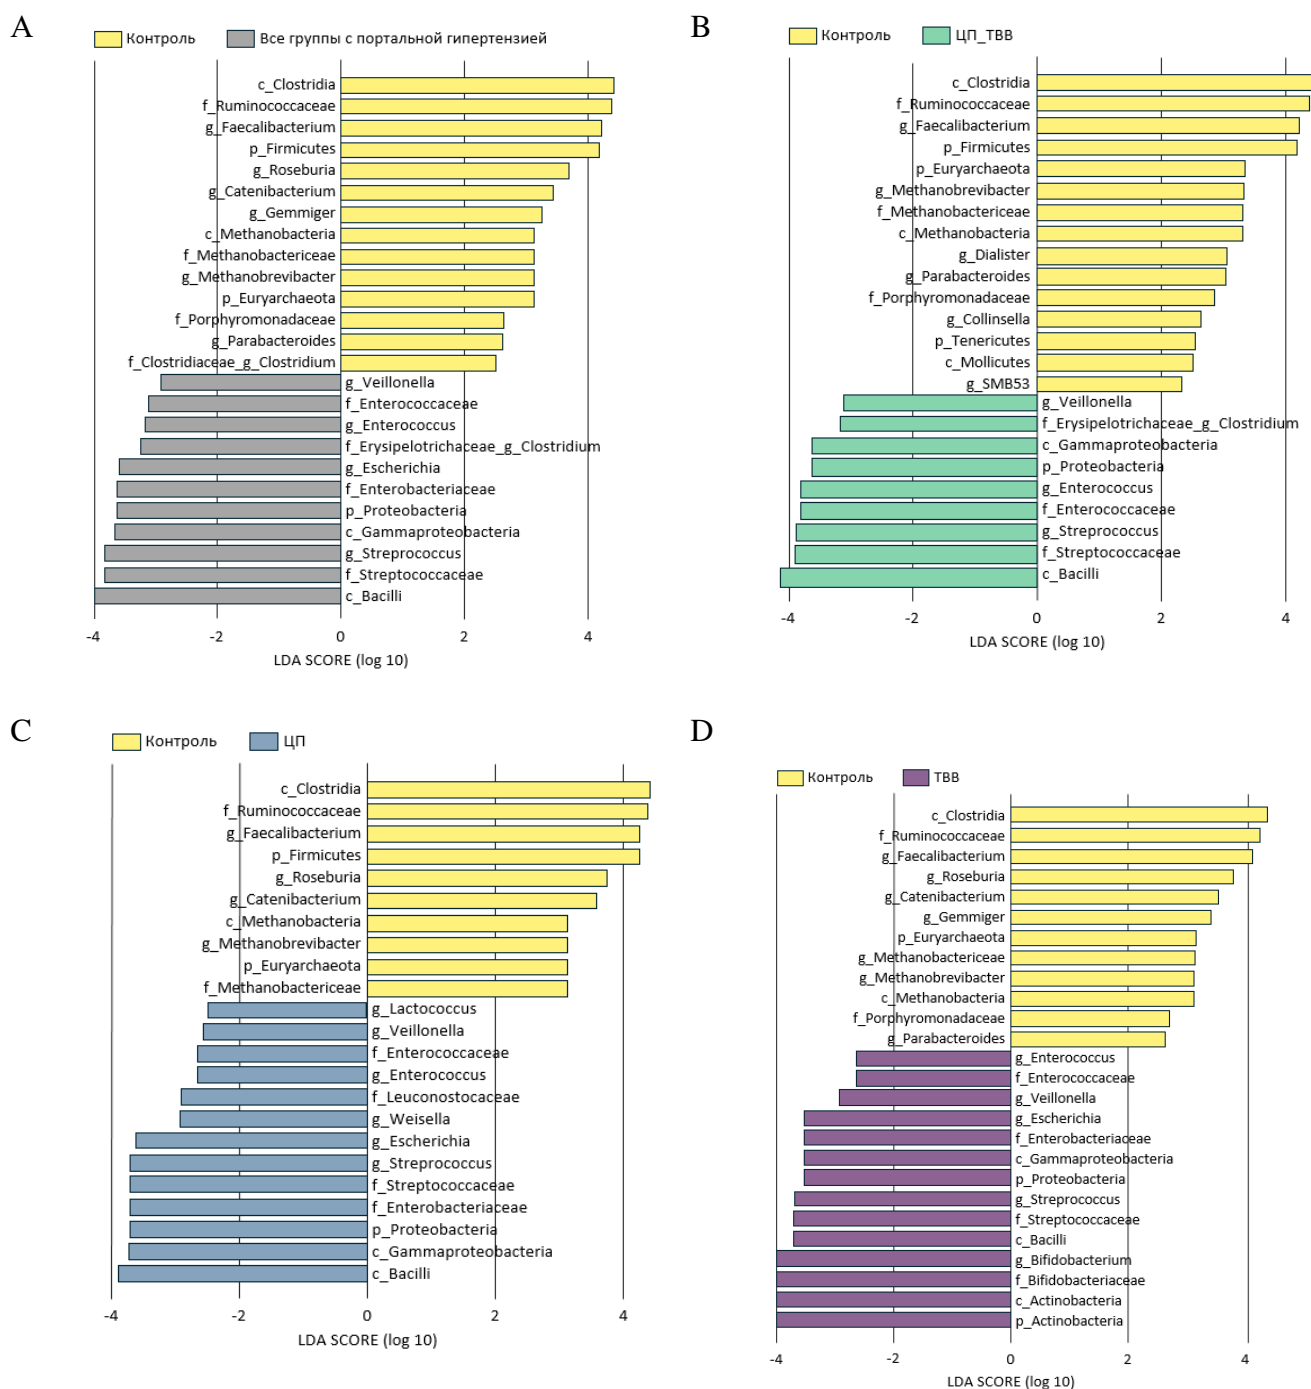 A
Контроль
Все группы с портальной гипертензией
c_Clostridia
f_Ruminococcaceae
g_Faecalibacterium
p_Firmicutes
g_Roseburia
g_Catenibacterium
g_Gemmiger
c_Methanobacteria
f_Methanobactericeae
g_Methanobrevibacter
p_Euryarchaeota
f_Porphyromonadaceae
g_Parabacteroides
f_Clostridiaceae_g_Clostridium
g_Veillonella
f_Enterococcaceae
g_Enterococcus
f_Erysipelotrichaceae_g_Clostridium
g_Escherichia
f_Enterobacteriaceae
p_Proteobacteria
c_Gammaproteobacteria
g_Streprococcus
f_Streptococcaceae
c_Bacilli
-4 -2 0 2 4
LDA SCORE (log 10)
B
Контроль
ЦП_ТВВ
c_Clostridia
f_Ruminococcaceae
g_Faecalibacterium
p_Firmicutes
p_Euryarchaeota
g_Methanobrevibacter
f_Methanobactericeae
c_Methanobacteria
g_Dialister
g_Parabacteroides
f_Porphyromonadaceae
g_Collinsella
p_Tenericutes
c_Mollicutes
g_SMB53
g_Veillonella
f_Erysipelotrichaceae_g_Clostridium
c_Gammaproteobacteria
p_Proteobacteria
g_Enterococcus
f_Enterococcaceae
g_Streprococcus
f_Streptococcaceae
c_Bacilli
-4 -2 0 2 4
LDA SCORE (log 10)
C
Контроль
ЦП
c_Clostridia
f_Ruminococcaceae
g_Faecalibacterium
p_Firmicutes
g_Roseburia
g_Catenibacterium
c_Methanobacteria
g_Methanobrevibacter
p_Euryarchaeota
f_Methanobactericeae
g_Lactococcus
g_Veillonella
f_Enterococcaceae
g_Enterococcus
f_Leuconostocaceae
g_Weisella
g_Escherichia
g_Streprococcus
f_Streptococcaceae
f_Enterobacteriaceae
p_Proteobacteria
c_Gammaproteobacteria
c_Bacilli
-4 -2 0 2 4
LDA SCORE (log 10)
D
Контроль
ТВВ
c_Clostridia
f_Ruminococcaceae
g_Faecalibacterium
g_Roseburia
g_Catenibacterium
g_Gemmiger
p_Euryarchaeota
g_Methanobactericeae
g_Methanobrevibacter
c_Methanobacteria
f_Porphyromonadaceae
g_Parabacteroides
g_Enterococcus
f_Enterococcaceae
g_Veillonella
g_Escherichia
f_Enterobacteriaceae
c_Gammaproteobacteria
p_Proteobacteria
g_Streprococcus
f_Streptococcaceae
c_Bacilli
g_Bifidobacterium
f_Bifidobacteriaceae
c_Actinobacteria
p_Actinobacteria
-4 -2 0 2 4
LDA SCORE (log 10)